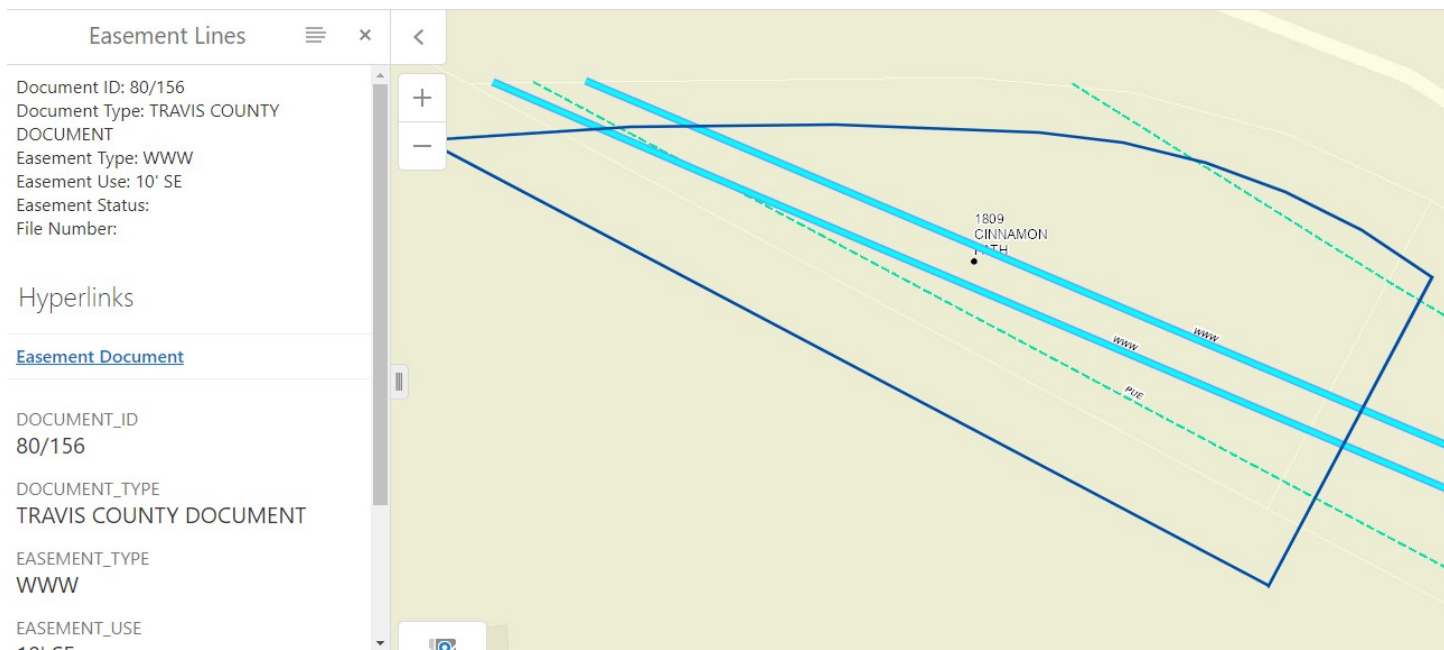 Easement Lines
Document ID: 80/156
Document Type: TRAVIS COUNTY
DOCUMENT
Easement Type: WWW
Easement Use: 10' SE
Easement Status:
File Number:
Hyperlinks
Easement Document
DOCUMENT_ID
80/156
DOCUMENT_TYPE
TRAVIS COUNTY DOCUMENT
EASEMENT_TYPE
WWW
EASEMENT_USE
1809
CINNAMON
WWW
WWW
PUE